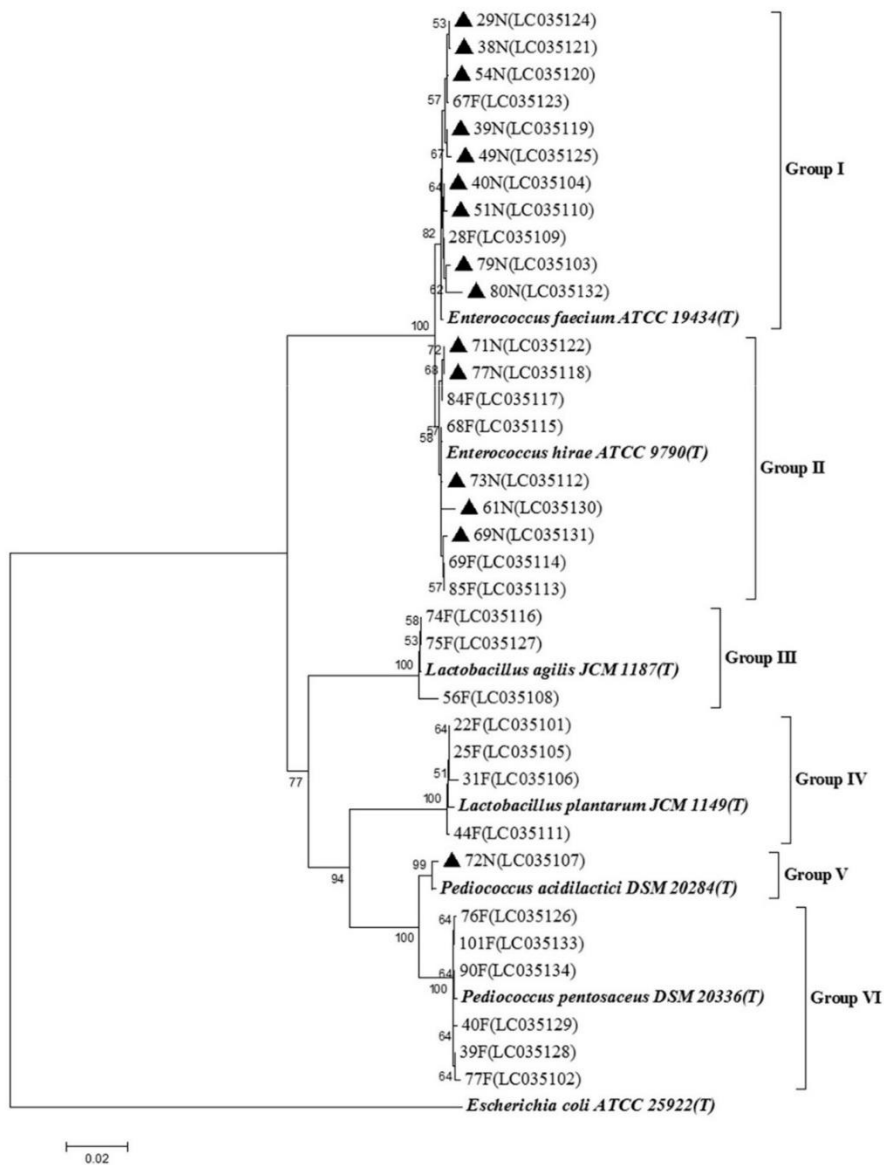 53
29N(LC035124)
38N(LC035121)
54N(LC035120)
57
67F(LC035123)
39N(LC035119)
67
49N(LC035125)
Group I
64
40N(LC035104)
51N(LC035110)
82
28F(LC035109)
79N(LC035103)
62
80N(LC035132)
100
Enterococcus faecium ATCC 19434(T)
72
71N(LC035122)
68
77N(LC035118)
84F(LC035117)
57
58
68F(LC035115)
Enterococcus hirae ATCC 9790(T)
Group II
73N(LC035112)
61N(LC035130)
69N(LC035131)
69F(LC035114)
57
85F(LC035113)
58
74F(LC035116)
53
75F(LC035127)
Group III
100
Lactobacillus agilis JCM 1187(T)
56F(LC035108)
64
22F(LC035101)
25F(LC035105)
51
31F(LC035106)
Group IV
77
100
Lactobacillus plantarum JCM 1149(T)
44F(LC035111)
99
72N(LC035107)
Group V
94
Pediococcus acidilactici DSM 20284(T)
64
76F(LC035126)
100
101F(LC035133)
64
90F(LC035134)
100
Pediococcus pentosaceus DSM 20336(T)
Group VI
40F(LC035129)
64
39F(LC035128)
64
77F(LC035102)
Escherichia coli ATCC 25922(T)
0.02